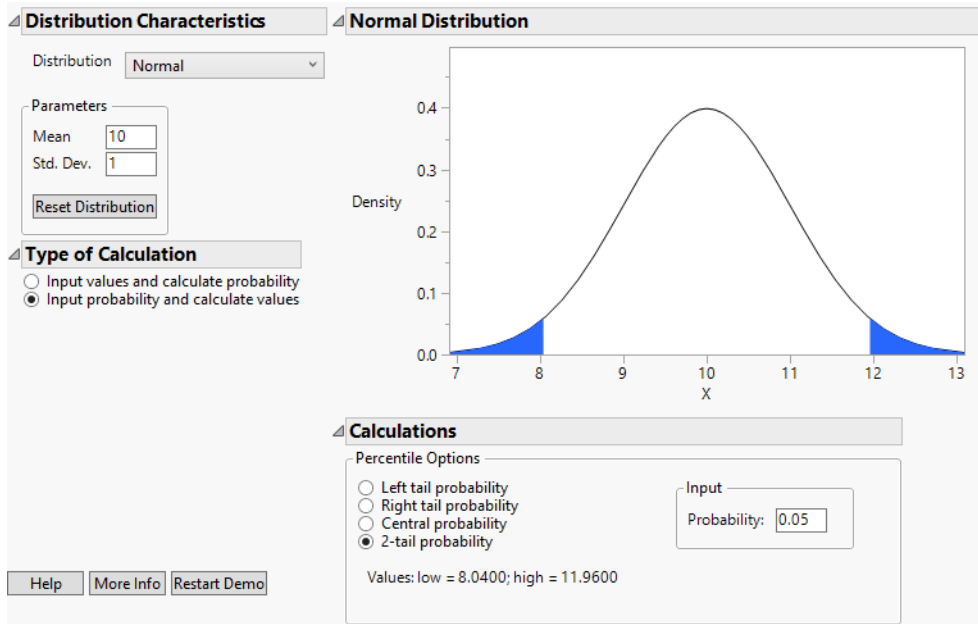 Distribution Characteristics
Distribution Normal
Parameters
Mean 10
Std. Dev. 1
Reset Distribution
Type of Calculation
Input values and calculate probability
Input probability and calculate values
Help More Info Restart Demo
Normal Distribution
0.4
0.3
Density
0.2
0.1
0.0
7 8 9 10 11 12 13
X
Calculations
Percentile Options
Left tail probability
Right tail probability
Central probability
2-tail probability
Input
Probability: 0.05
Values: low = 8.0400; high = 11.9600